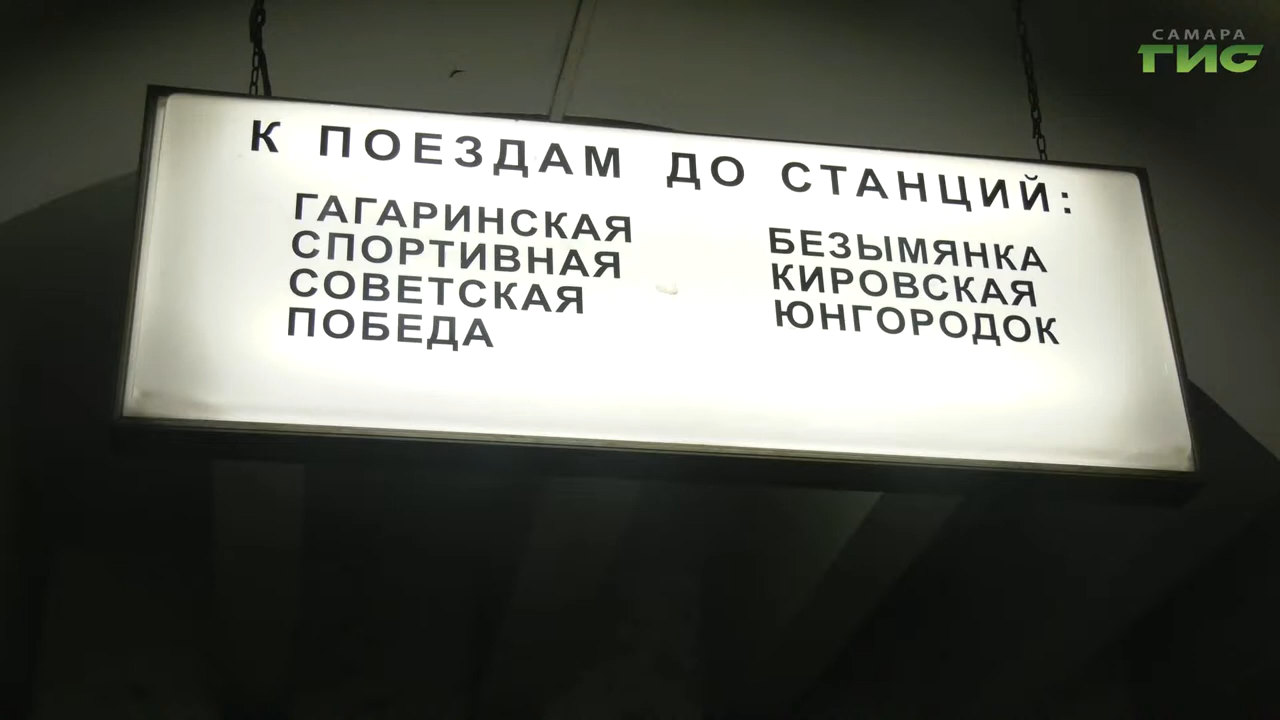 САМАРА
ГИС
К ПОЕЗДАМ ДО СТАНЦИЙ:
ГАГАРИНСКАЯ
СПОРТИВНАЯ
СОВЕТСКАЯ
ПОБЕДА
БЕЗЫМЯНКА
КИРОВСКАЯ
ЮНГОРОДОК